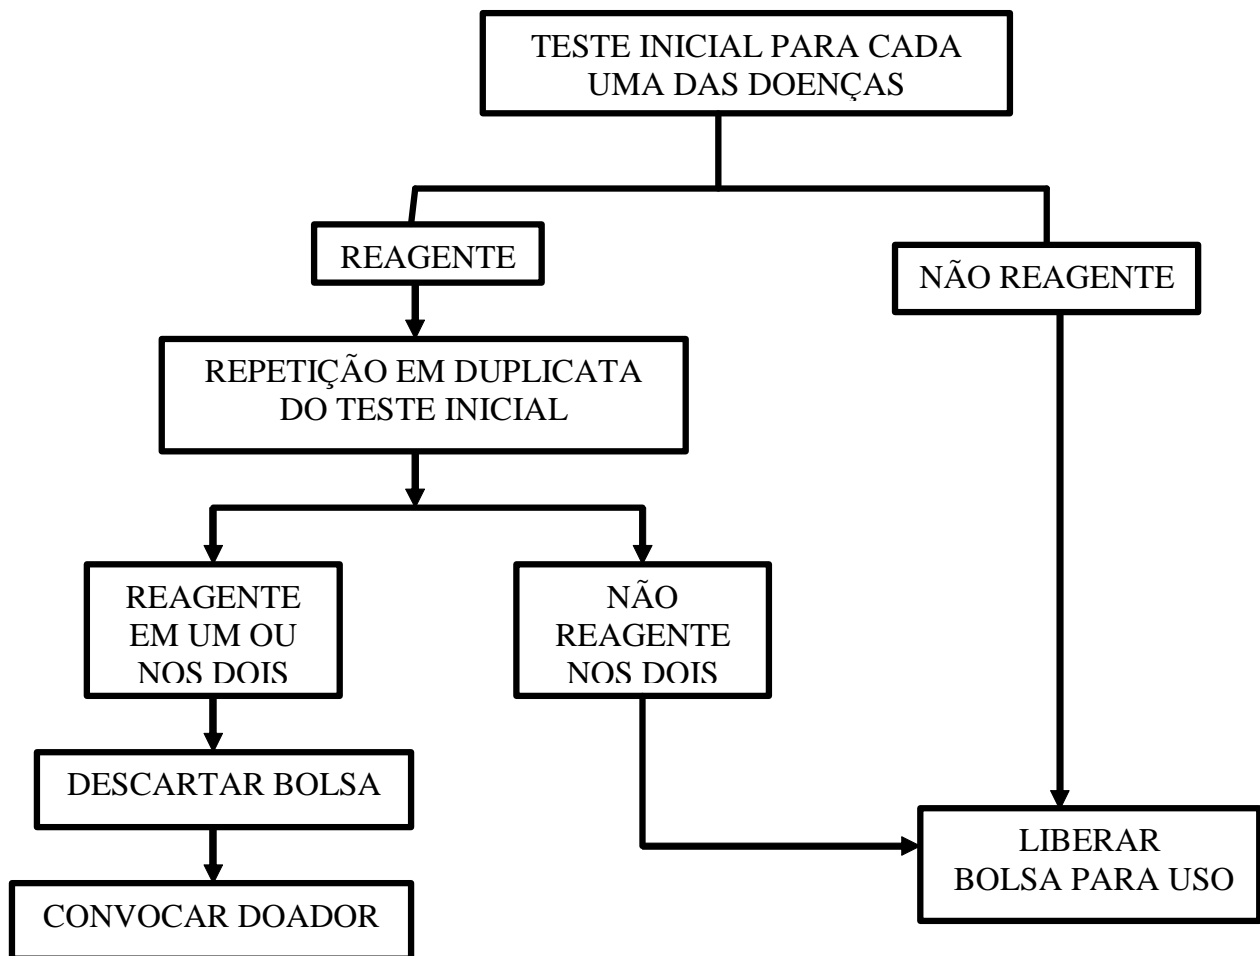 TESTE INICIAL PARA CADA
UMA DAS DOENÇAS
REAGENTE
NÃO REAGENTE
REPETIÇÃO EM DUPLICATA
DO TESTE INICIAL
REAGENTE
EM UM OU
NOS DOIS
NÃO
REAGENTE
NOS DOIS
DESCARTAR BOLSA
LIBERAR
BOLSA PARA USO
CONVOCAR DOADOR